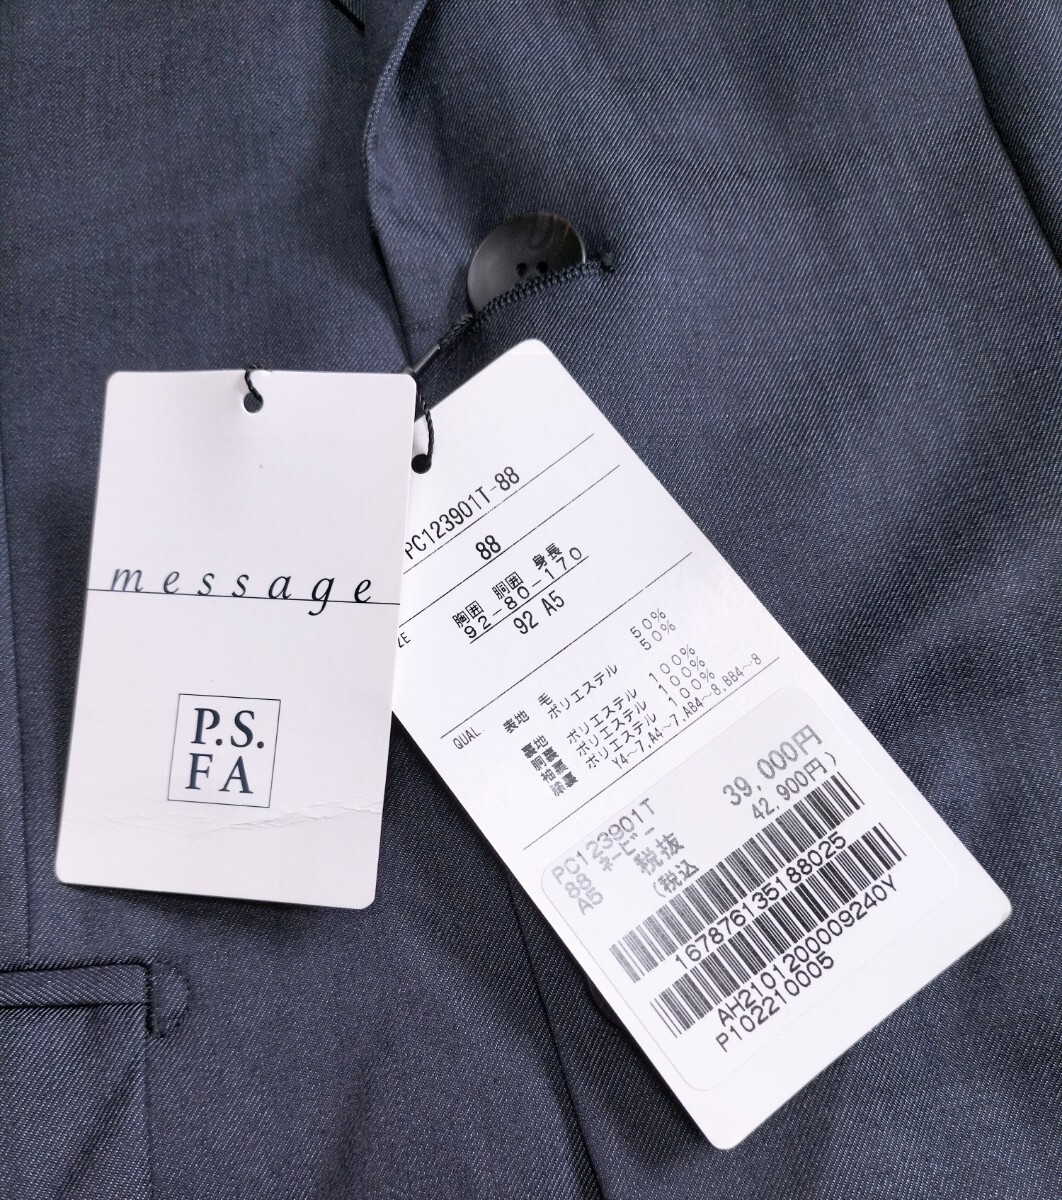 message
P.S.
FA
PC123901T-88
88
ZE
胸囲 胴囲 身長
92-80-170
92 A5
QUAL.
表地 毛 50%
ポリエステル 50%
裏地 ポリエステル 100%
胴裏 ポリエステル 100%
袖裏 ポリエステル 100%
Y4~7,A4~7,AB4~8,BB4~8
PC123901T
88 ネービー
A5 税抜 39,000円
(税込 42,900円)
167876135188025
AH2101200009240Y
P102210005